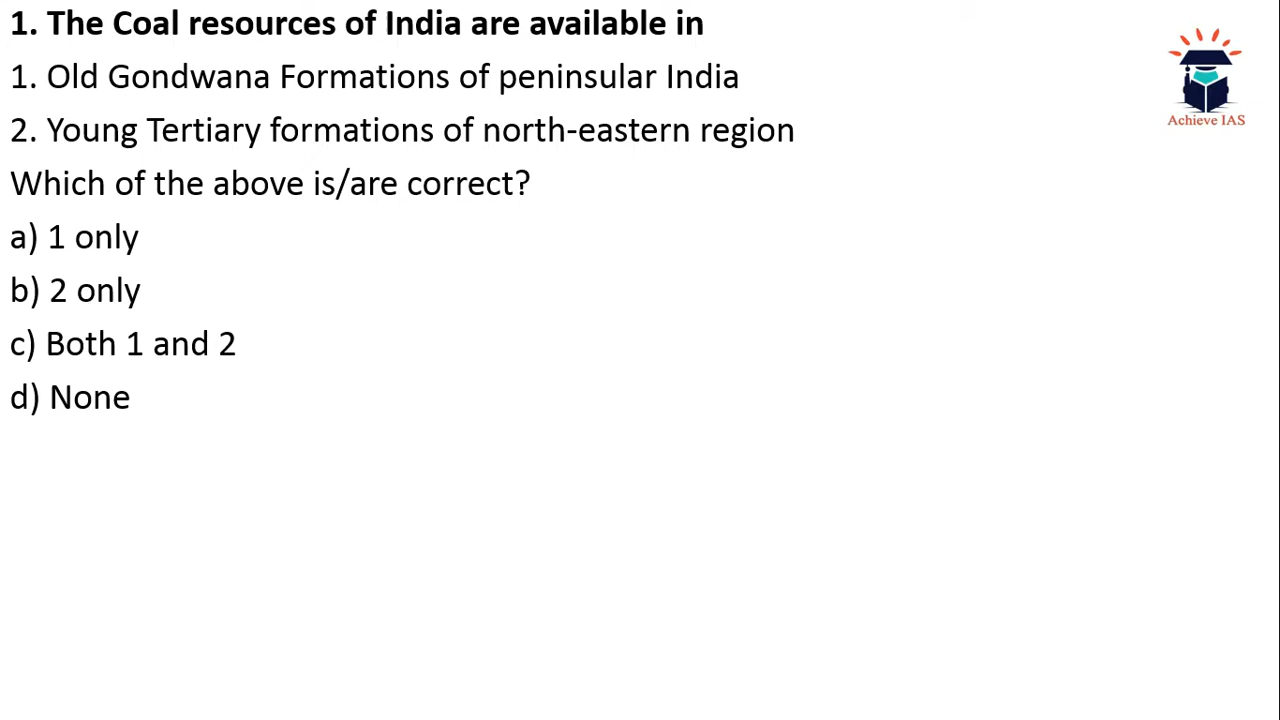 1. The Coal resources of India are available in
1. Old Gondwana Formations of peninsular India
2. Young Tertiary formations of north-eastern region
Which of the above is/are correct?
a) 1 only
b) 2 only
c) Both 1 and 2
d) None
Achieve IAS